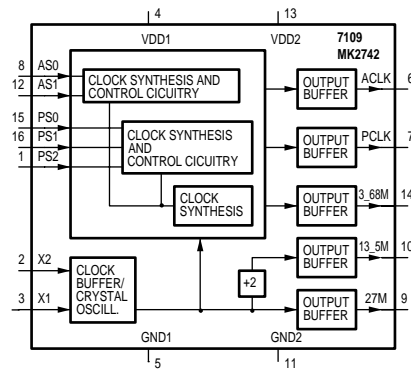 4
13
VDD1
VDD2
7109
MK2742
8
AS0
12
AS1
CLOCK SYNTHESIS AND
CONTROL CICUITRY
OUTPUT
BUFFER
ACLK
6
15
PS0
16
PS1
1
PS2
CLOCK SYNTHESIS
AND
CONTROL CICUITRY
OUTPUT
BUFFER
PCLK
7
CLOCK
SYNTHESIS
OUTPUT
BUFFER
3_68M
14
2
X2
3
X1
CLOCK
BUFFER/
CRYSTAL
OSCILL.
+2
OUTPUT
BUFFER
13_5M
10
OUTPUT
BUFFER
27M
9
GND1
GND2
5
11